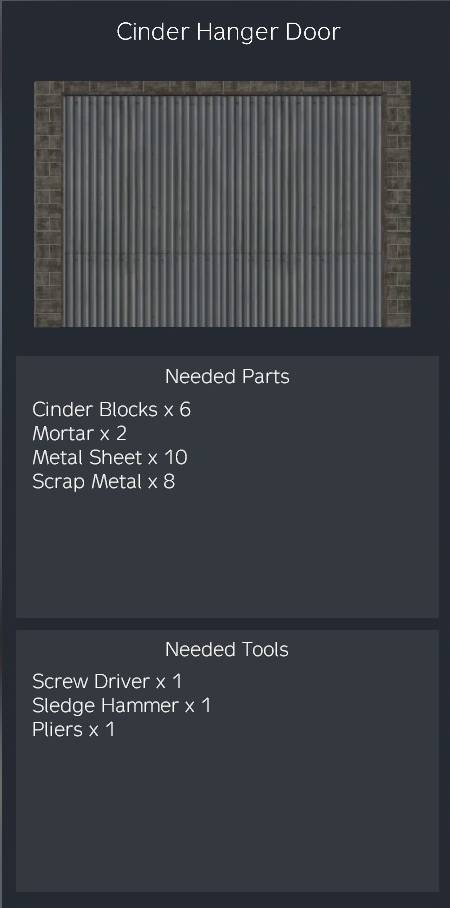 Cinder Hanger Door
Needed Parts
Cinder Blocks x 6
Mortar x 2
Metal Sheet x 10
Scrap Metal x 8
Needed Tools
Screw Driver x 1
Sledge Hammer x 1
Pliers x 1